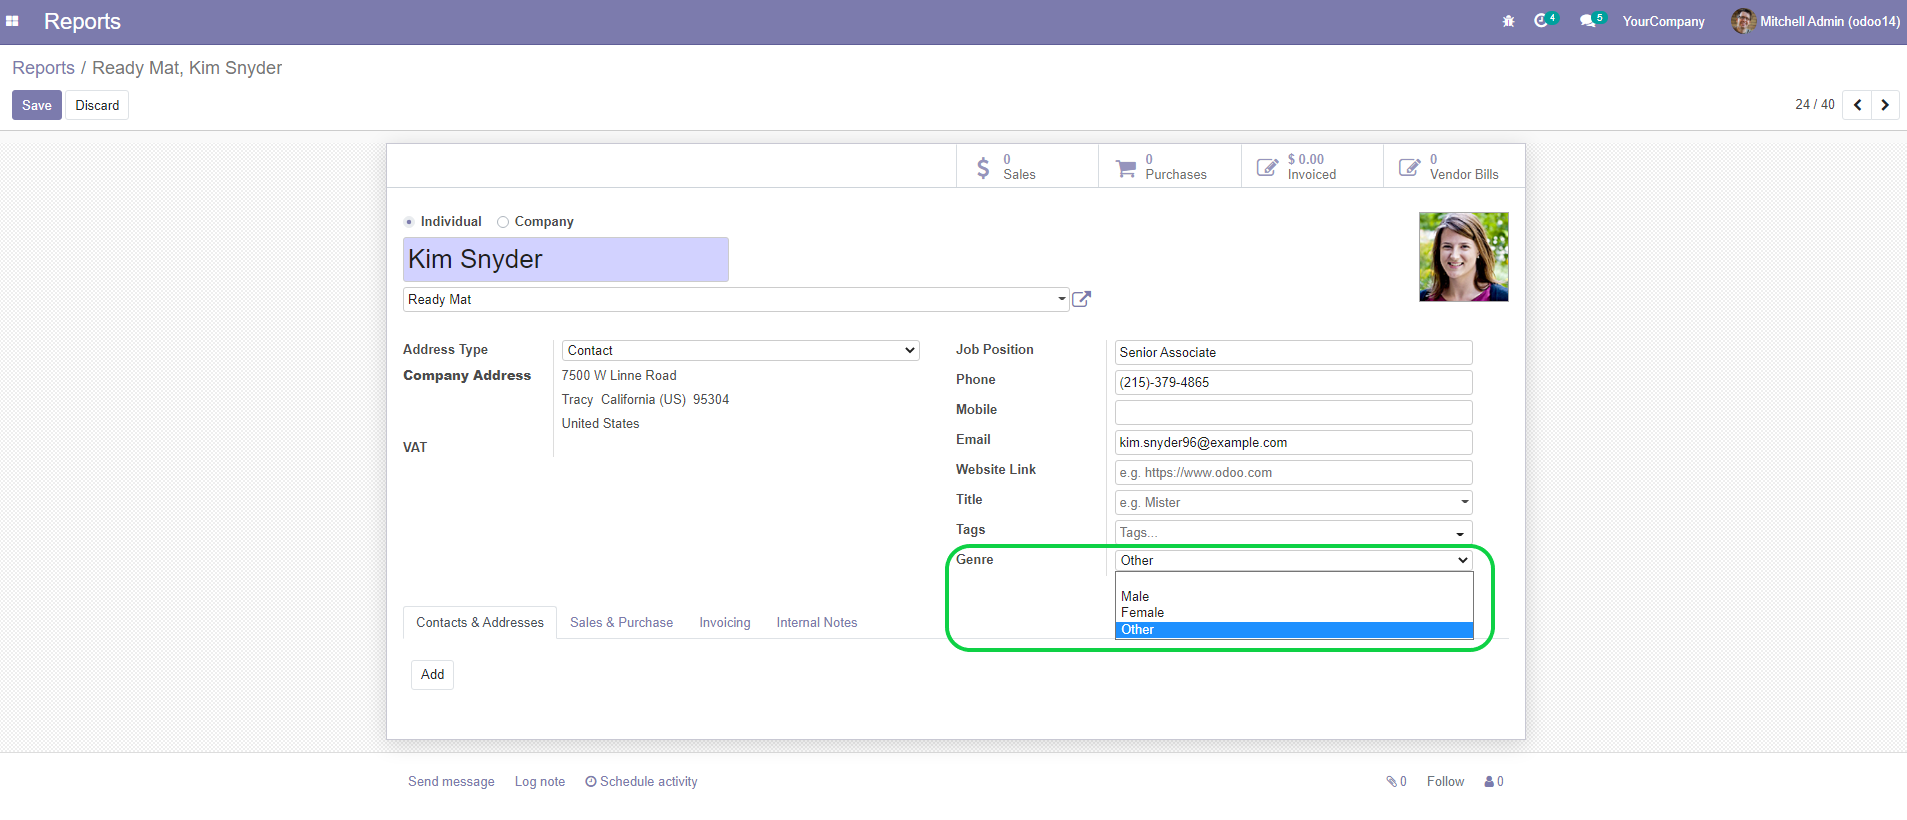 Reports
4
5
YourCompany
Mitchell Admin (odoo14)
Reports / Ready Mat, Kim Snyder
Save
Discard
24 / 40
0
Sales
0
Purchases
$ 0.00
Invoiced
0
Vendor Bills
Individual
Company
Kim Snyder
Ready Mat
Address Type
Contact
Company Address
7500 W Linne Road
Tracy California (US) 95304
United States
VAT
Job Position
Senior Associate
Phone
(215)-379-4865
Mobile
Email
kim.snyder96@example.com
Website Link
e.g. https://www.odoo.com
Title
e.g. Mister
Tags
Tags...
Genre
Other
Male
Female
Other
Contacts & Addresses
Sales & Purchase
Invoicing
Internal Notes
Add
Send message
Log note
Schedule activity
0
Follow
0